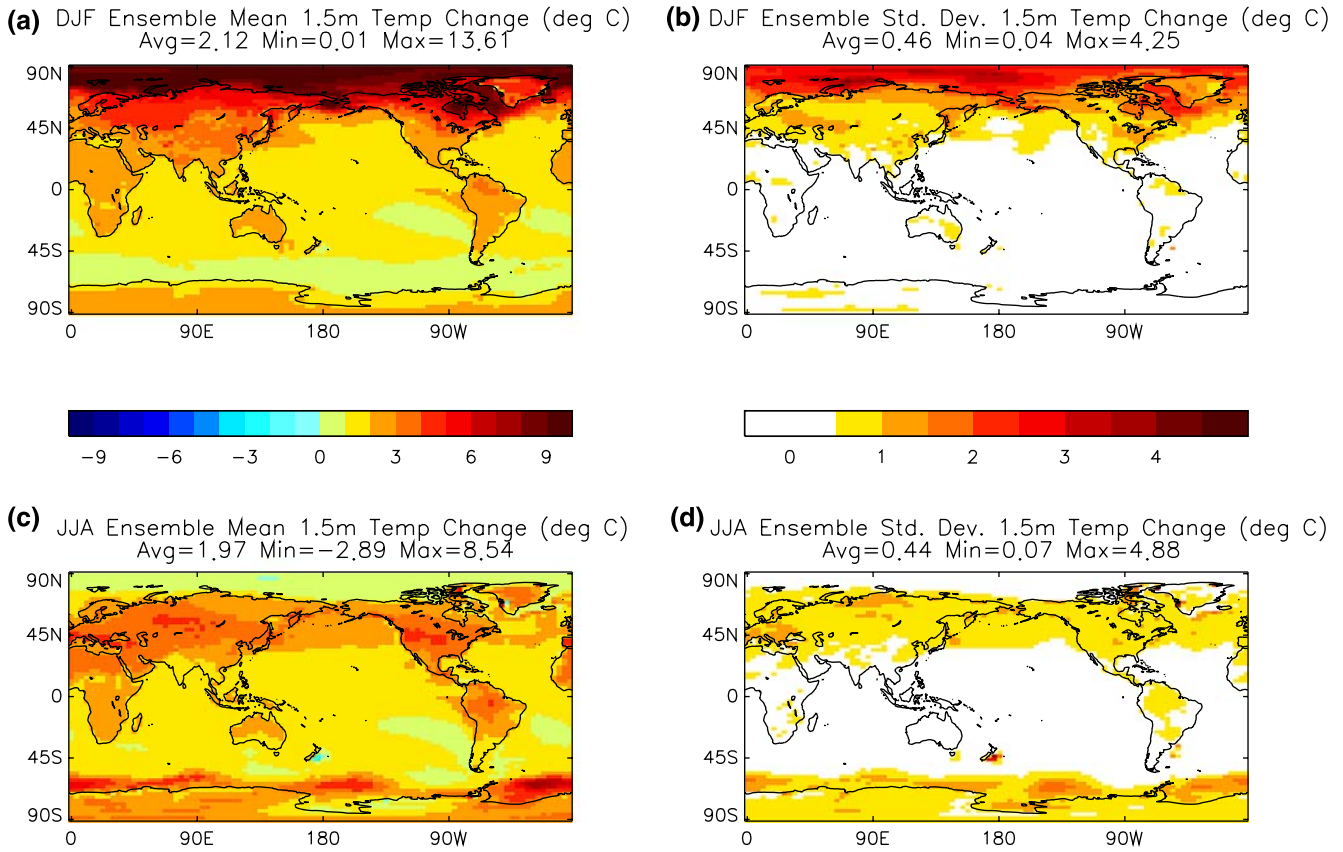 (a) DJF Ensemble Mean 1.5m Temp Change (deg C)
Avg=2.12 Min=0.01 Max=13.61
90N
45N
0
45S
90S
0 90E 180 90W
-9 -6 -3 0 3 6 9
(b) DJF Ensemble Std. Dev. 1.5m Temp Change (deg C)
Avg=0.46 Min=0.04 Max=4.25
90N
45N
0
45S
90S
0 90E 180 90W
0 1 2 3 4
(c) JJA Ensemble Mean 1.5m Temp Change (deg C)
Avg=1.97 Min=-2.89 Max=8.54
90N
45N
0
45S
90S
0 90E 180 90W
(d) JJA Ensemble Std. Dev. 1.5m Temp Change (deg C)
Avg=0.44 Min=0.07 Max=4.88
90N
45N
0
45S
90S
0 90E 180 90W